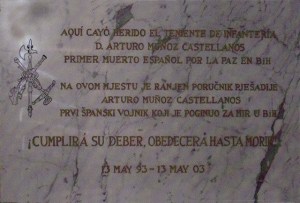 AQUÍ CAYÓ HERIDO EL TENIENTE DE INFANTERÍA
D. ARTURO MUÑOZ CASTELLANOS
PRIMER MUERTO ESPAÑOL POR LA PAZ EN BiH
NA OVOM MJESTU JE RANJEN PORUČNIK PJEŠADIJE
ARTURO MUÑOZ CASTELLANOS
PRVI ŠPANSKI VOJNIK KOJI JE POGINUO ZA MIR U BiH
¡CUMPLIRÁ SU DEBER, OBEDECERÁ HASTA MORIR!
13 MAY 93 – 13 MAY 03